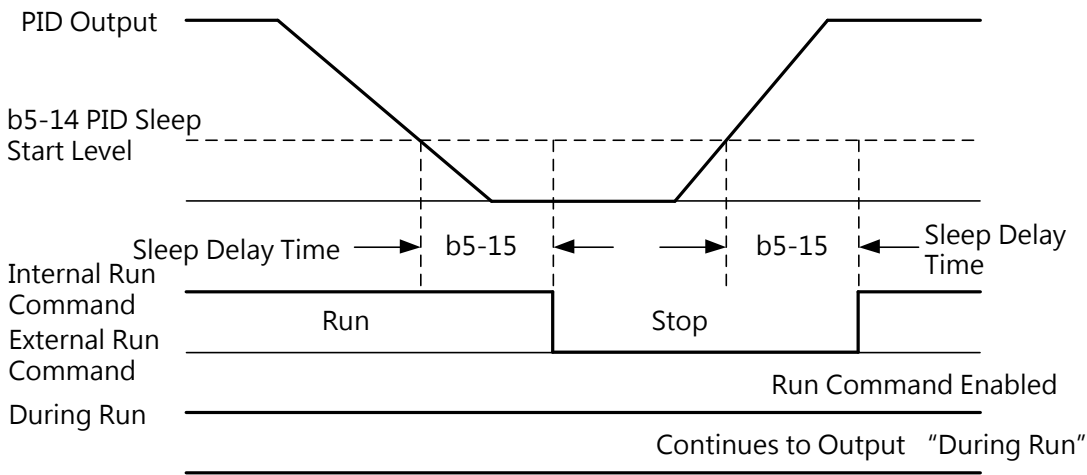 PID Output
b5-14 PID Sleep
Start Level
Sleep Delay Time
b5-15
b5-15
Sleep Delay
Time
Internal Run
Command
Run
Stop
External Run
Command
Run Command Enabled
During Run
Continues to Output “During Run”